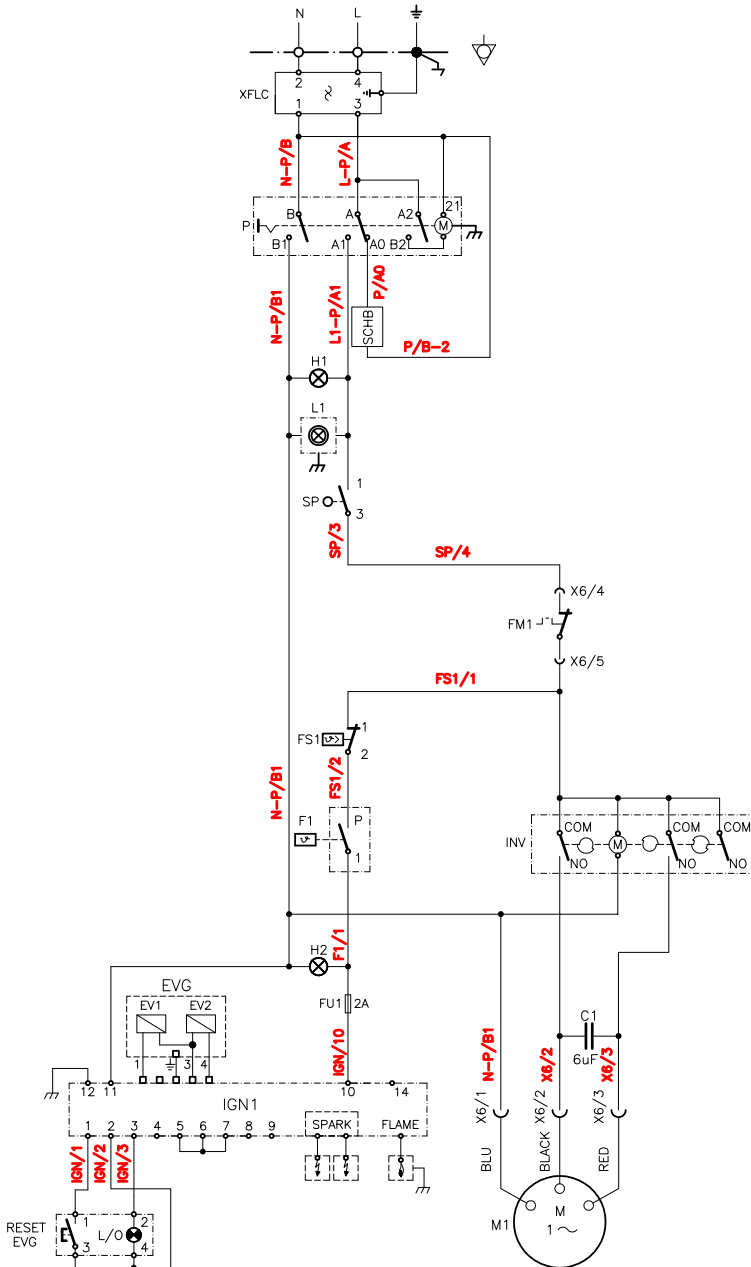 N L
XFLC 2 4
1 3
N-P/B L-P/A
P B A A2 21
M
B1 A1 A0 B2
N-P/B1 L1-P/A1 P/A0
SCHB
P/B-2
H1
L1
1
SP
3
SP/3 SP/4
X6/4
FM1
X6/5
FS1/1
1
FS1
2
N-P/B1 FS1/2
F1 P
1
INV COM M COM COM
NO NO NO
F1/1
H2
EVG
FU1 2A
EV1 EV2
C1
6uF
1 3 4
IGN/10 N-P/B1 X6/2 X6/3
12 11 10 14
IGN1
X6/1 X6/2 X6/3
1 2 3 4 5 6 7 8 9 SPARK FLAME
IGN/1 IGN/2 IGN/3
BLU BLACK RED
RESET
EVG
1 2
L/O
3 4
M1 M
1~